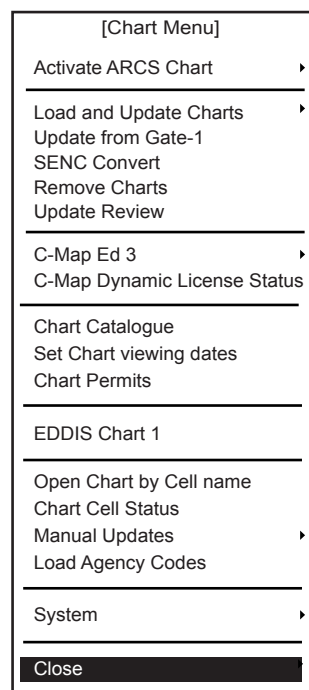 [Chart Menu]
Activate ARCS Chart
Load and Update Charts
Update from Gate-1
SENC Convert
Remove Charts
Update Review
C-Map Ed 3
C-Map Dynamic License Status
Chart Catalogue
Set Chart viewing dates
Chart Permits
EDDIS Chart 1
Open Chart by Cell name
Chart Cell Status
Manual Updates
Load Agency Codes
System
Close